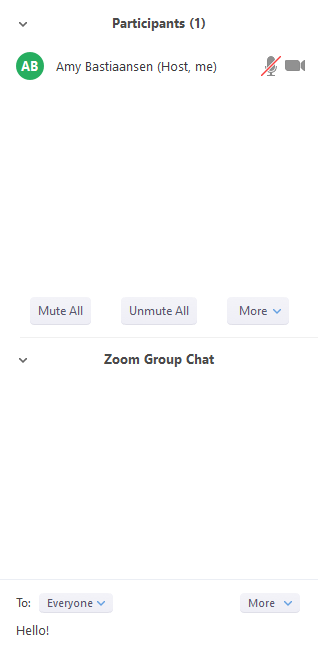 Participants (1)
AB Amy Bastiaansen (Host, me)
Mute All Unmute All More
Zoom Group Chat
To: Everyone More
Hello!